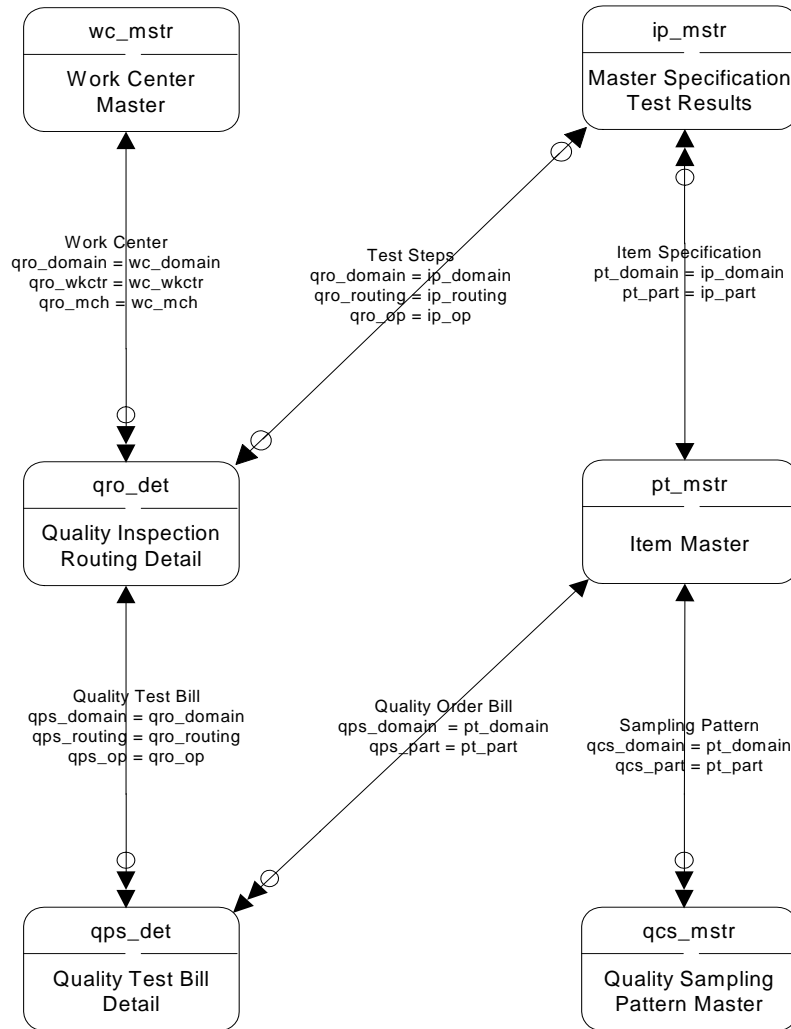 wc_mstr
Work Center
Master
ip_mstr
Master Specification
Test Results
Work Center
qro_domain = wc_domain
qro_wkctr = wc_wkctr
qro_mch = wc_mch
Test Steps
qro_domain = ip_domain
qro_routing = ip_routing
qro_op = ip_op
Item Specification
pt_domain = ip_domain
pt_part = ip_part
qro_det
Quality Inspection
Routing Detail
pt_mstr
Item Master
Quality Test Bill
qps_domain = qro_domain
qps_routing = qro_routing
qps_op = qro_op
Quality Order Bill
qps_domain  = pt_domain
qps_part = pt_part
Sampling Pattern
qcs_domain = pt_domain
qcs_part = pt_part
qps_det
Quality Test Bill
Detail
qcs_mstr
Quality Sampling
Pattern Master